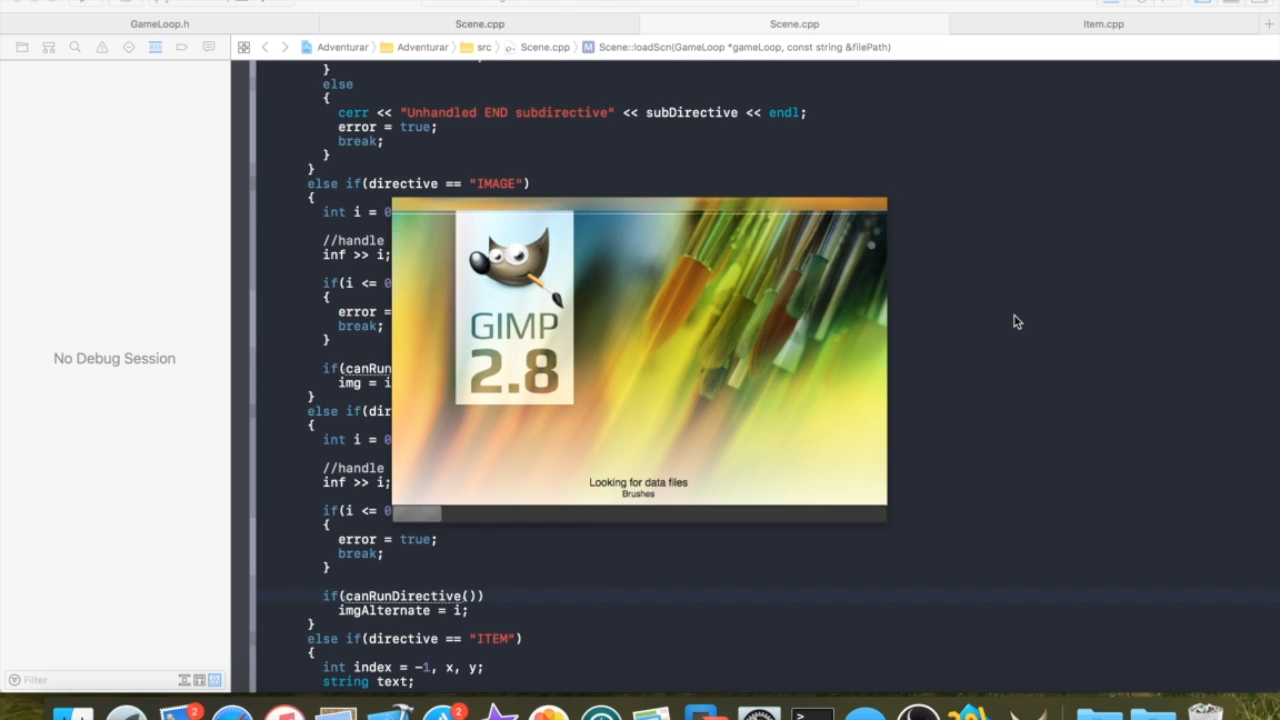 GameLoop.h
Scene.cpp
Scene.cpp
Item.cpp
Adventurar
Adventurar
src
Scene.cpp
M
Scene::loadScn(GameLoop *gameLoop, const string &filePath)
}
else
{
cerr << "Unhandled END subdirective" << subDirective << endl;
error = true;
break;
}
}
else if(directive == "IMAGE")
{
int i = 0
//handle
inf >> i;
if(i <= 0
{
error =
break;
}
if(canRun
img = i
}
else if(dir
{
int i = 0
//handle
inf >> i;
if(i <= 0
{
error = true;
break;
}
if(canRunDirective())
imgAlternate = i;
}
else if(directive == "ITEM")
{
int index = -1, x, y;
string text;
No Debug Session
Filter
GIMP
2.8
Looking for data files
Brushes
2
2